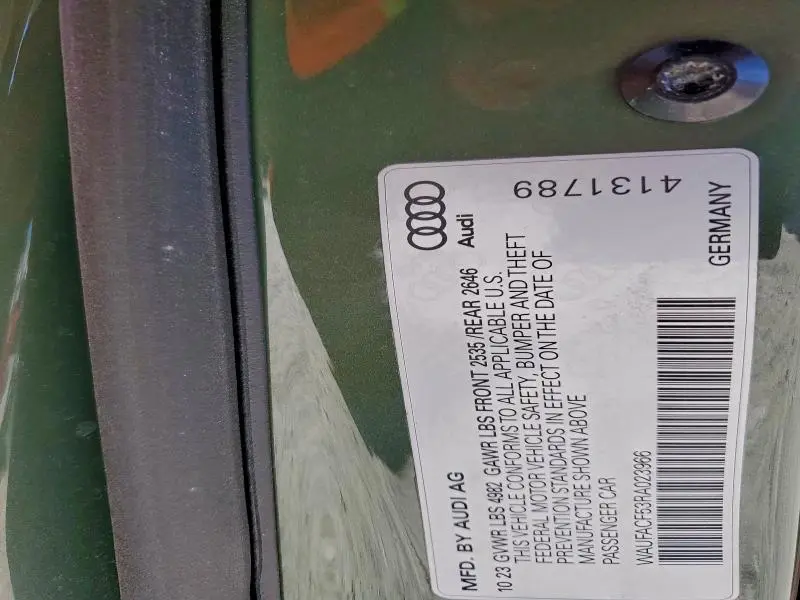 MFD. BY AUDI AG
10 23 GVWR LBS 4982 GAWR LBS FRONT 2535 /REAR 2646
THIS VEHICLE CONFORMS TO ALL APPLICABLE U.S.
FEDERAL MOTOR VEHICLE SAFETY, BUMPER AND THEFT
PREVENTION STANDARDS IN EFFECT ON THE DATE OF
MANUFACTURE SHOWN ABOVE
PASSENGER CAR
WAUFACF53RA023966
Audi
4131789
GERMANY